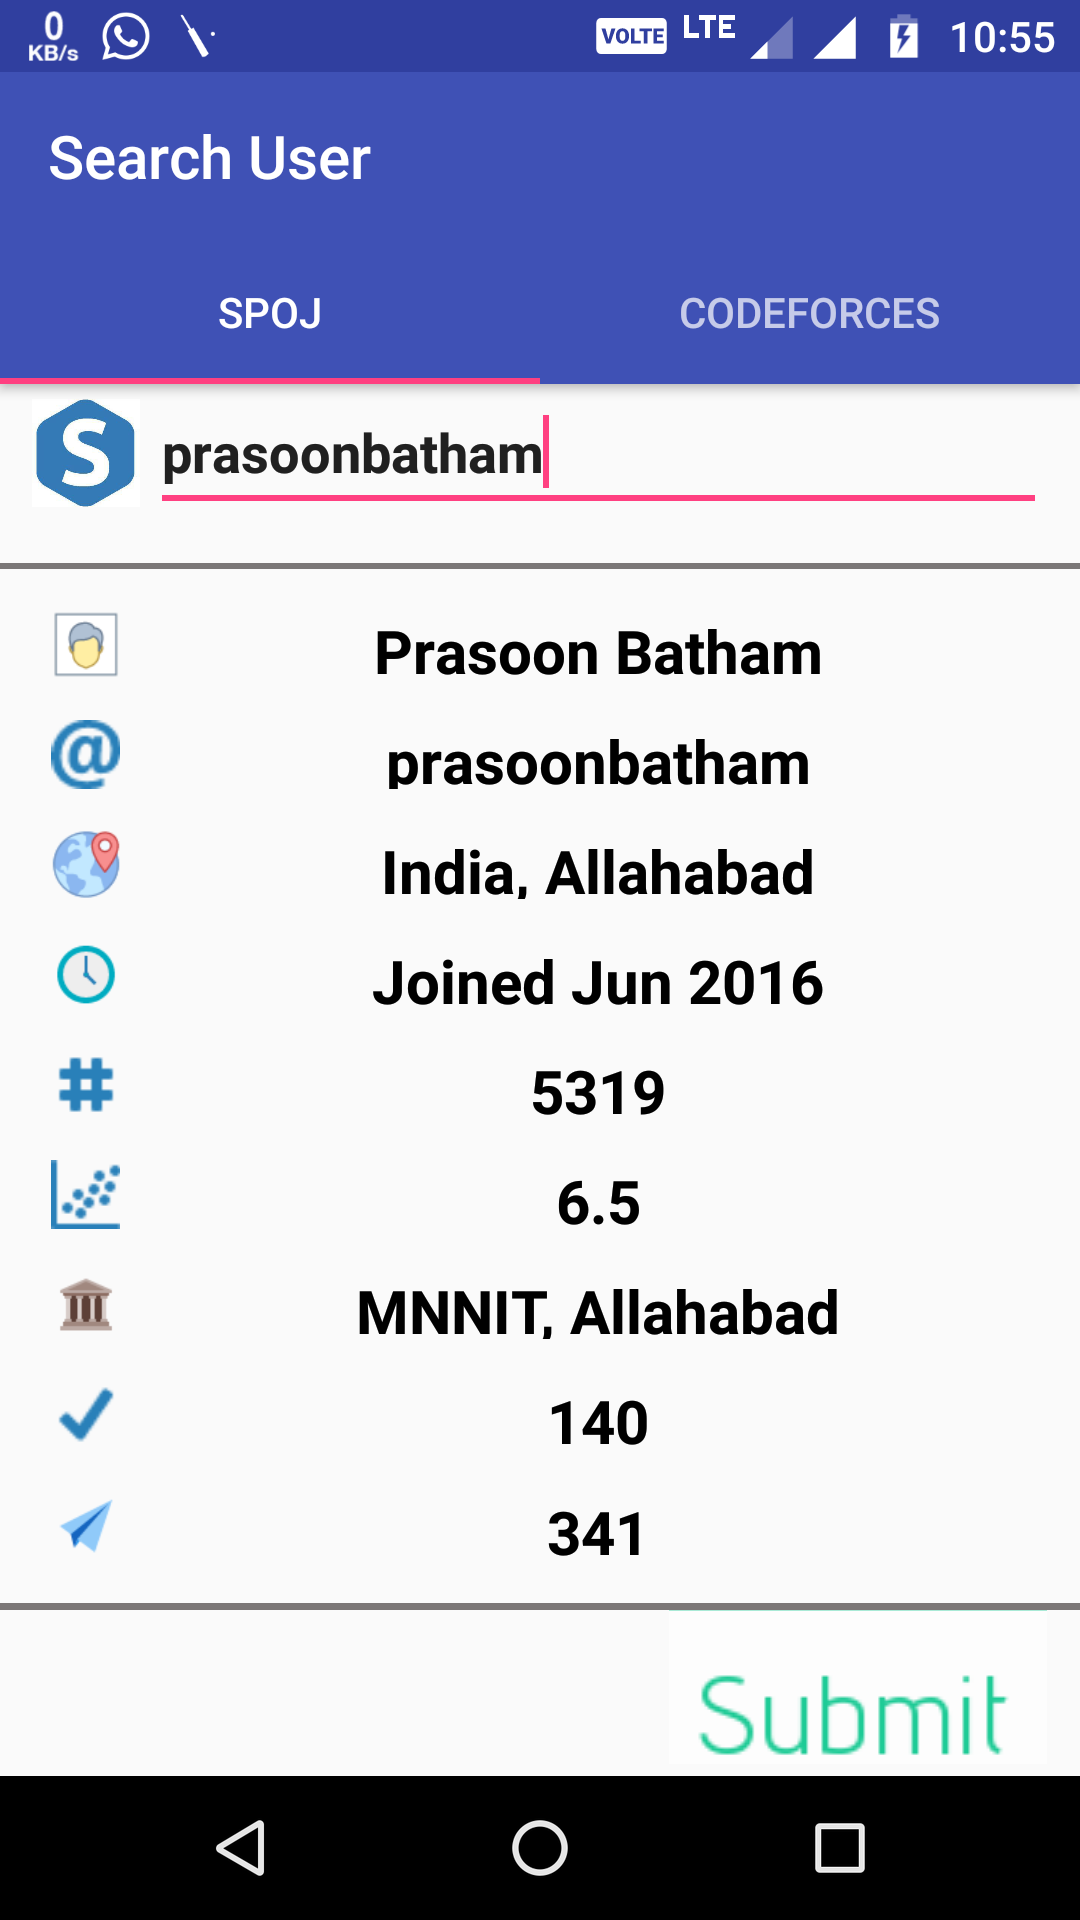 0
KB/s
VOLTE LTE 10:55
Search User
SPOJ CODEFORCES
S prasoonbatham
Prasoon Batham
@ prasoonbatham
India, Allahabad
Joined Jun 2016
# 5319
6.5
MNNIT, Allahabad
140
341
Submit